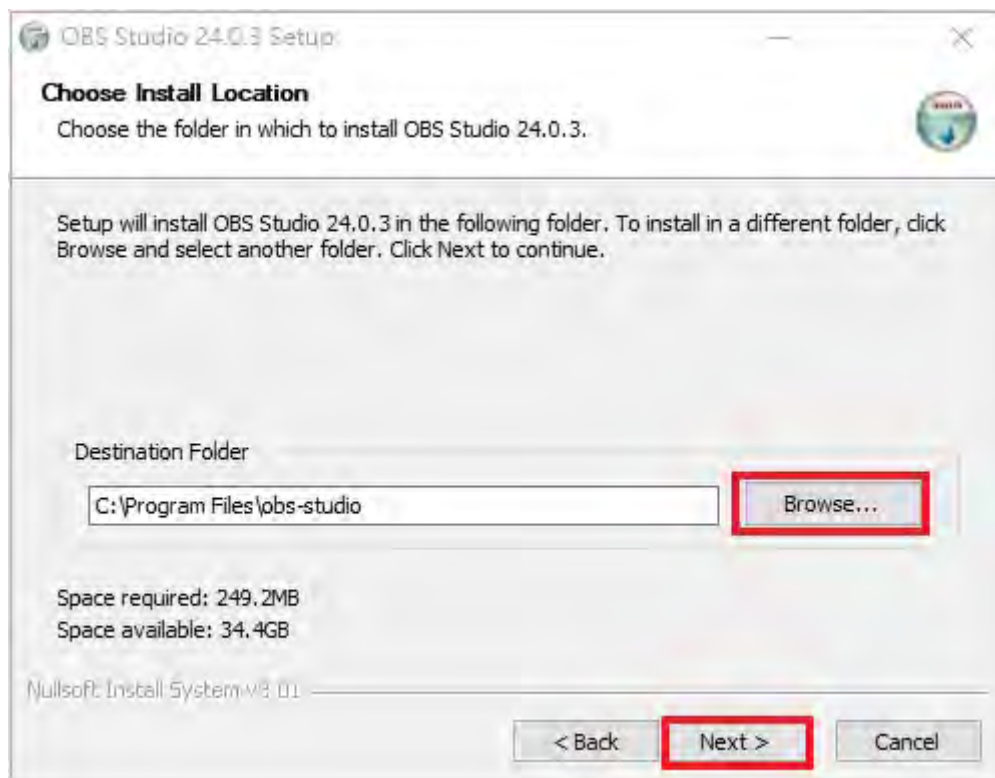 OBS Studio 24.0.3 Setup
Choose Install Location
Choose the folder in which to install OBS Studio 24.0.3.
Setup will install OBS Studio 24.0.3 in the following folder. To install in a different folder, click
Browse and select another folder. Click Next to continue.
Destination Folder
C:\Program Files\obs-studio
Browse...
Space required: 249.2MB
Space available: 34.4GB
Nullsoft Install System v3.01
< Back
Next >
Cancel